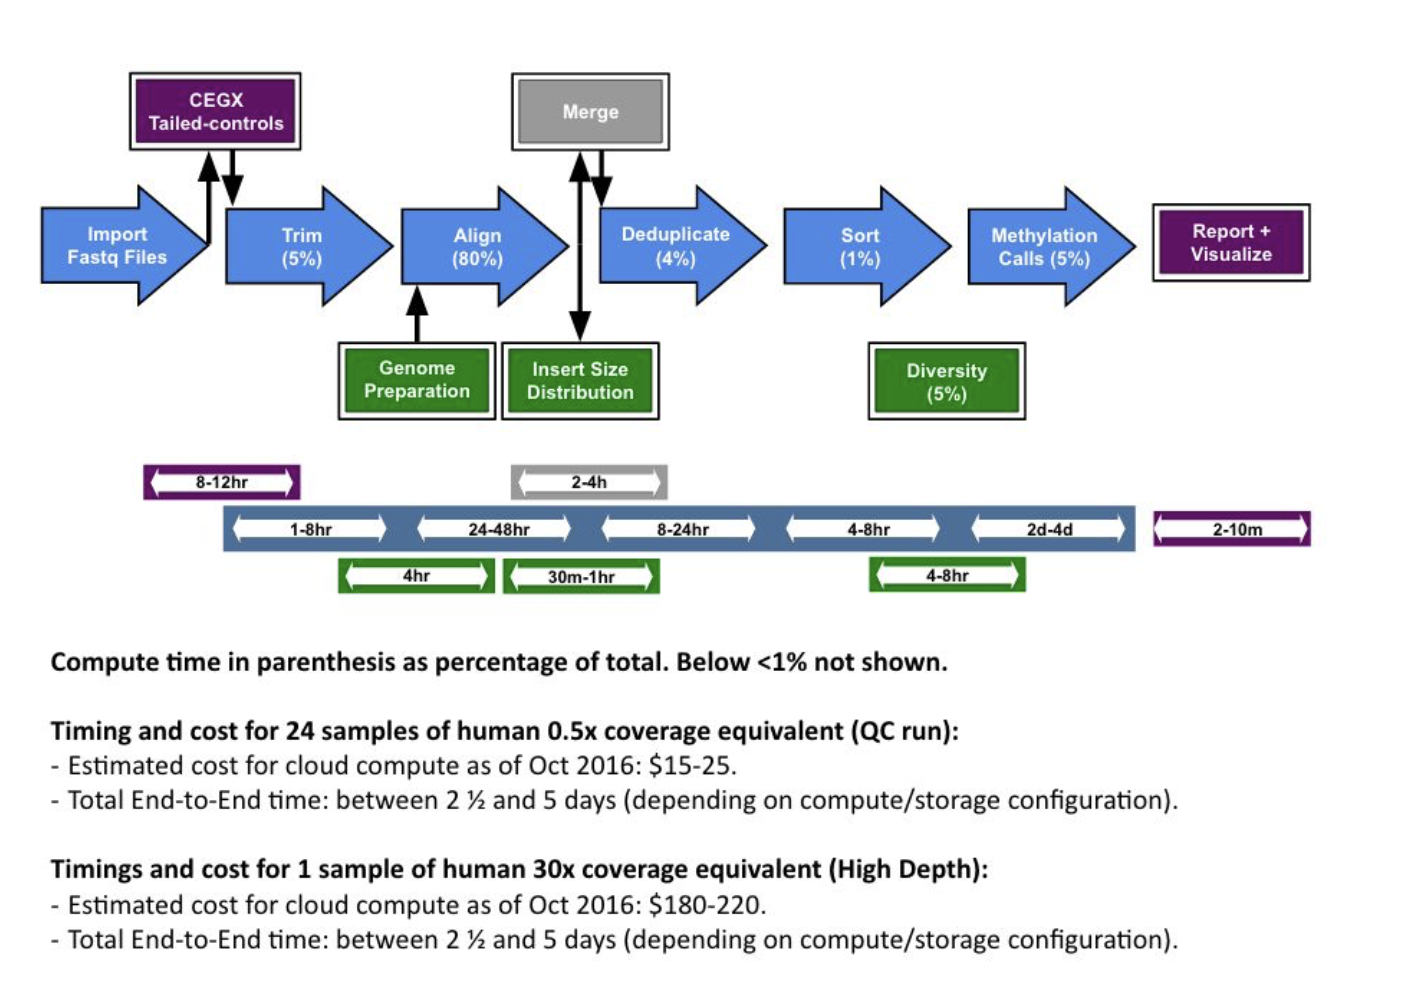 CEGX
Tailed-controls
Merge
Import
Fastq Files
Trim
(5%)
Align
(80%)
Deduplicate
(4%)
Sort
(1%)
Methylation
Calls (5%)
Report +
Visualize
Genome
Preparation
Insert Size
Distribution
Diversity
(5%)
8-12hr
2-4h
1-8hr
24-48hr
8-24hr
4-8hr
2d-4d
2-10m
4hr
30m-1hr
4-8hr
Compute time in parenthesis as percentage of total. Below <1% not shown.
Timing and cost for 24 samples of human 0.5x coverage equivalent (QC run):
- Estimated cost for cloud compute as of Oct 2016: $15-25.
- Total End-to-End time: between 2 ½ and 5 days (depending on compute/storage configuration).
Timings and cost for 1 sample of human 30x coverage equivalent (High Depth):
- Estimated cost for cloud compute as of Oct 2016: $180-220.
- Total End-to-End time: between 2 ½ and 5 days (depending on compute/storage configuration).